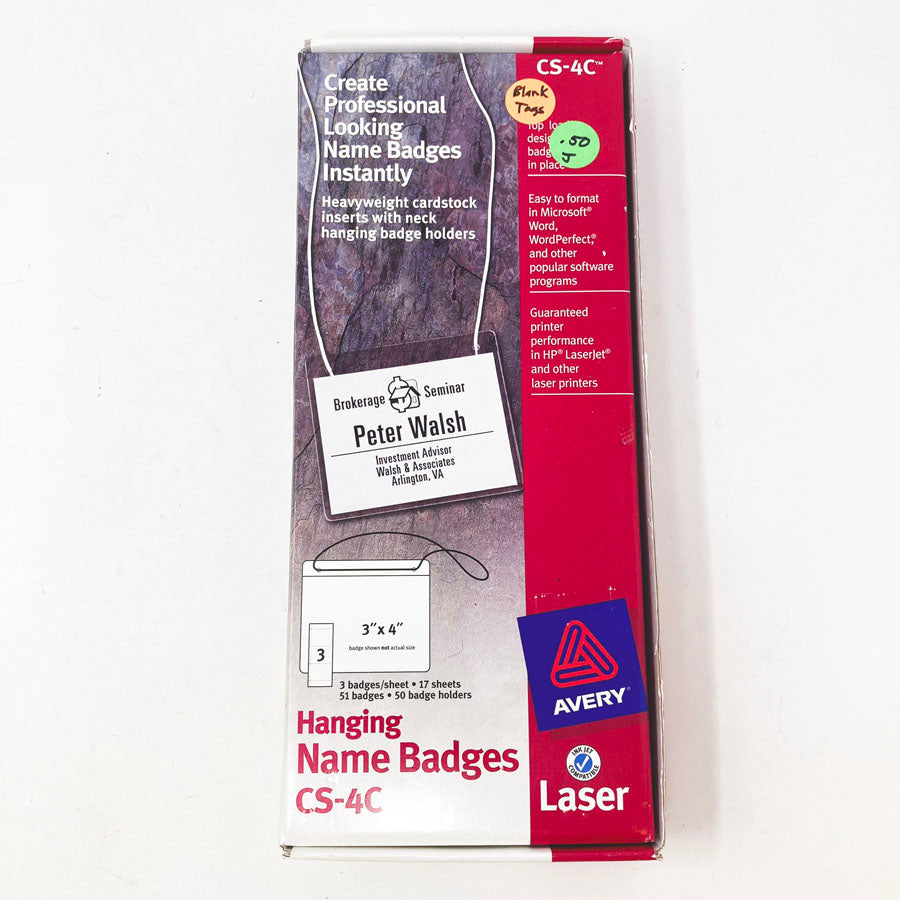 CS-4C™
Create
Professional
Looking
Name Badges
Instantly
Heavyweight cardstock
inserts with neck
hanging badge holders
Blank
Tags
.50
Top
in place
Easy to format
in Microsoft®
Word,
WordPerfect,®
and other
popular software
programs
Guaranteed
printer
performance
in HP® LaserJet®
and other
laser printers
Brokerage Seminar
Peter Walsh
Investment Advisor
Walsh & Associates
Arlington, VA
3" x 4"
badge shown not actual size
3
3 badges/sheet • 17 sheets
51 badges • 50 badge holders
Hanging
Name Badges
CS-4C
AVERY®
INK JET
COMPATIBLE
Laser